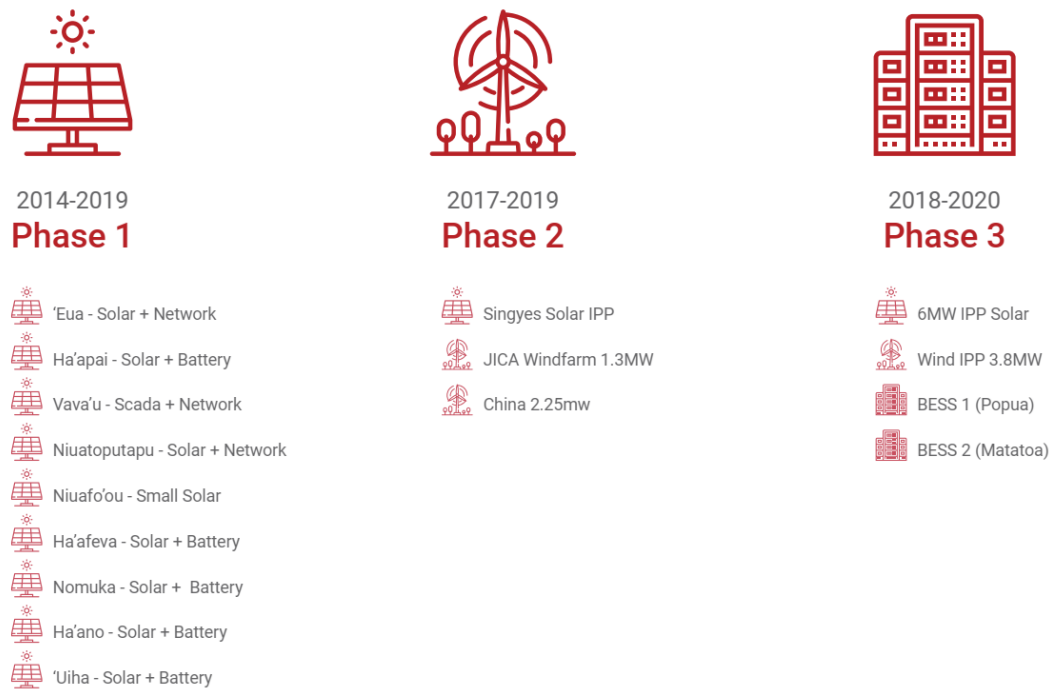 2014-2019
Phase 1
‘Eua - Solar + Network
Ha’apai - Solar + Battery
Vava’u - Scada + Network
Niuatoputapu - Solar + Network
Niuafo’ou - Small Solar
Ha’afeva - Solar + Battery
Nomuka - Solar +  Battery
Ha’ano - Solar + Battery
‘Uiha - Solar + Battery
2017-2019
Phase 2
Singyes Solar IPP
JICA Windfarm 1.3MW
China 2.25mw
2018-2020
Phase 3
6MW IPP Solar
Wind IPP 3.8MW
BESS 1 (Popua)
BESS 2 (Matatoa)